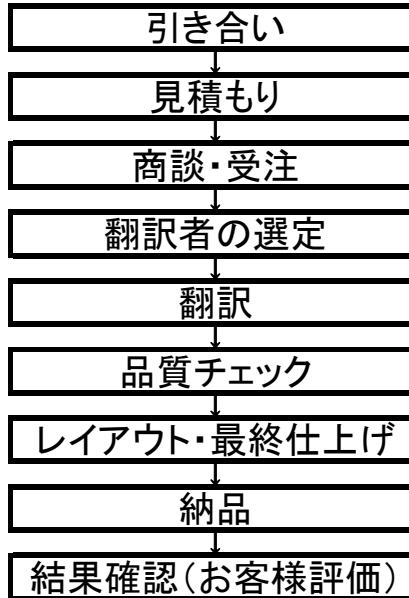 引き合い
見積もり
商談・受注
翻訳者の選定
翻訳
品質チェック
レイアウト・最終仕上げ
納品
結果確認（お客様評価）